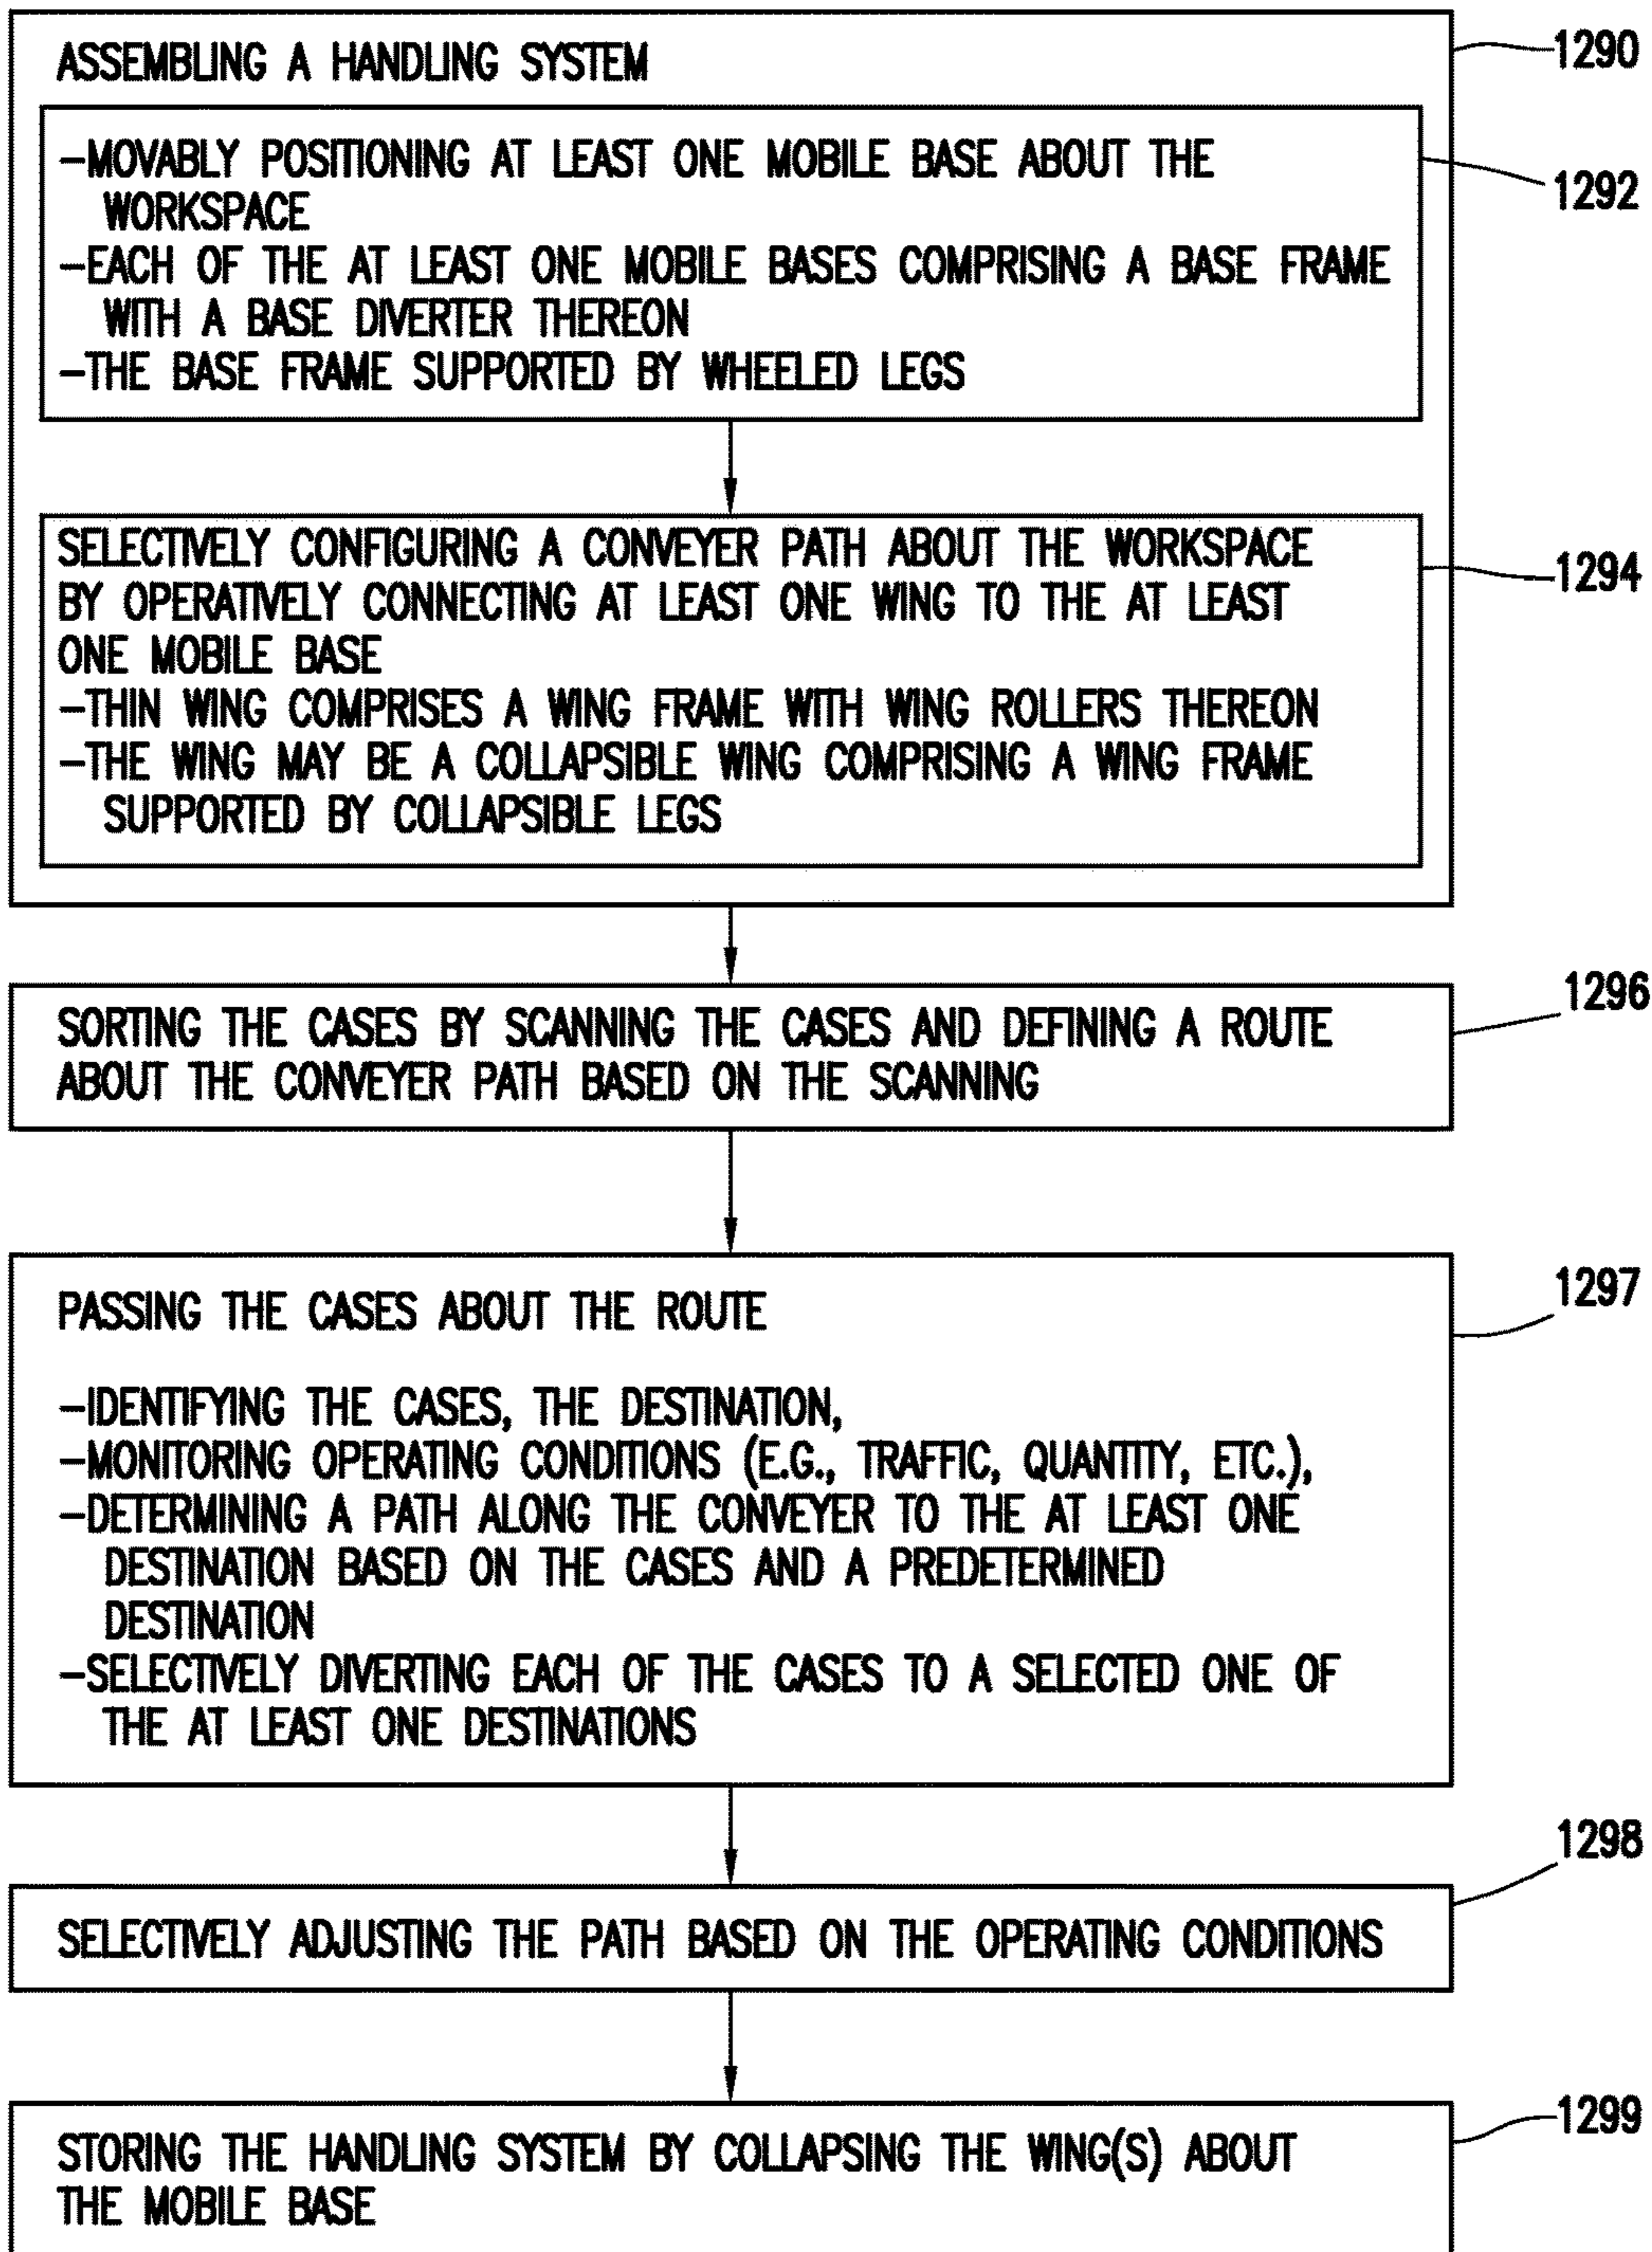 ASSEMBLING A HANDLING SYSTEM
1290
-MOVABLY POSITIONING AT LEAST ONE MOBILE BASE ABOUT THE
WORKSPACE
1292
-EACH OF THE AT LEAST ONE MOBILE BASES COMPRISING A BASE FRAME
WITH A BASE DIVERTER THEREON
-THE BASE FRAME SUPPORTED BY WHEELED LEGS
SELECTIVELY CONFIGURING A CONVEYER PATH ABOUT THE WORKSPACE
1294
BY OPERATIVELY CONNECTING AT LEAST ONE WING TO THE AT LEAST
ONE MOBILE BASE
-THIN WING COMPRISES A WING FRAME WITH WING ROLLERS THEREON
-THE WING MAY BE A COLLAPSIBLE WING COMPRISING A WING FRAME
SUPPORTED BY COLLAPSIBLE LEGS
1296
SORTING THE CASES BY SCANNING THE CASES AND DEFINING A ROUTE
ABOUT THE CONVEYER PATH BASED ON THE SCANNING
1297
PASSING THE CASES ABOUT THE ROUTE
-IDENTIFYING THE CASES, THE DESTINATION,
-MONITORING OPERATING CONDITIONS (E.G., TRAFFIC, QUANTITY, ETC.),
-DETERMINING A PATH ALONG THE CONVEYER TO THE AT LEAST ONE
DESTINATION BASED ON THE CASES AND A PREDETERMINED
DESTINATION
-SELECTIVELY DIVERTING EACH OF THE CASES TO A SELECTED ONE OF
THE AT LEAST ONE DESTINATIONS
1298
SELECTIVELY ADJUSTING THE PATH BASED ON THE OPERATING CONDITIONS
1299
STORING THE HANDLING SYSTEM BY COLLAPSING THE WING(S) ABOUT
THE MOBILE BASE